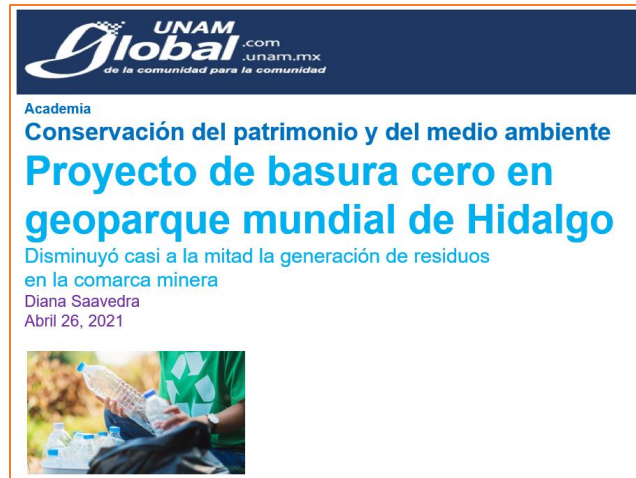 UNAM
Global .com
.unam.mx
de la comunidad para la comunidad
Academia
Conservación del patrimonio y del medio ambiente
Proyecto de basura cero en
geoparque mundial de Hidalgo
Disminuyó casi a la mitad la generación de residuos
en la comarca minera
Diana Saavedra
Abril 26, 2021